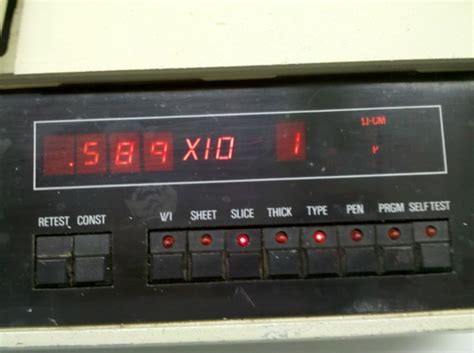 Ω-CM
.589 X10 1
P
RETEST CONST V/I SHEET SLICE THICK TYPE PEN PRGM SELF TEST